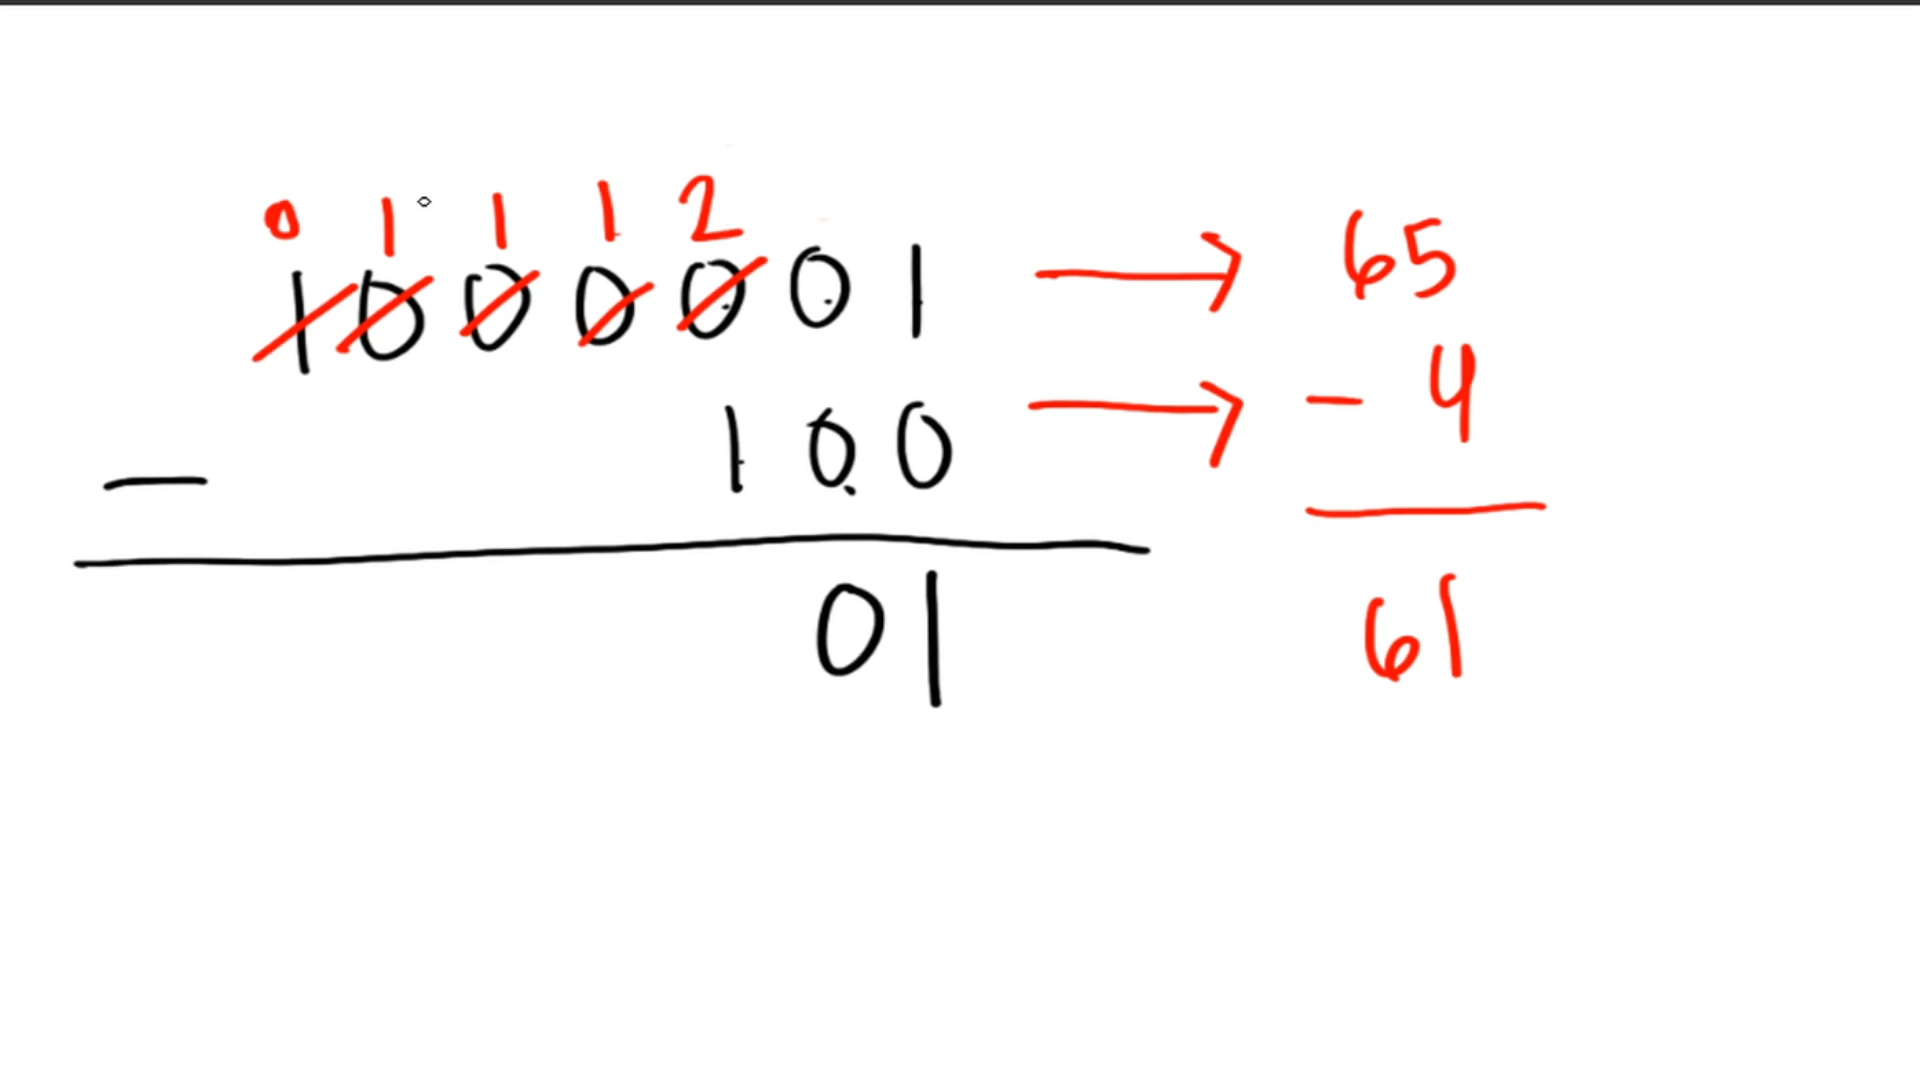 0 1 1 1 2
1000001 → 65
- 100 → - 4
01 61